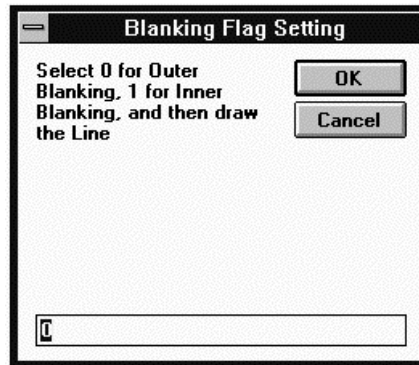 Blanking Flag Setting
Select 0 for Outer
Blanking, 1 for Inner
Blanking, and then draw
the Line
OK
Cancel
0